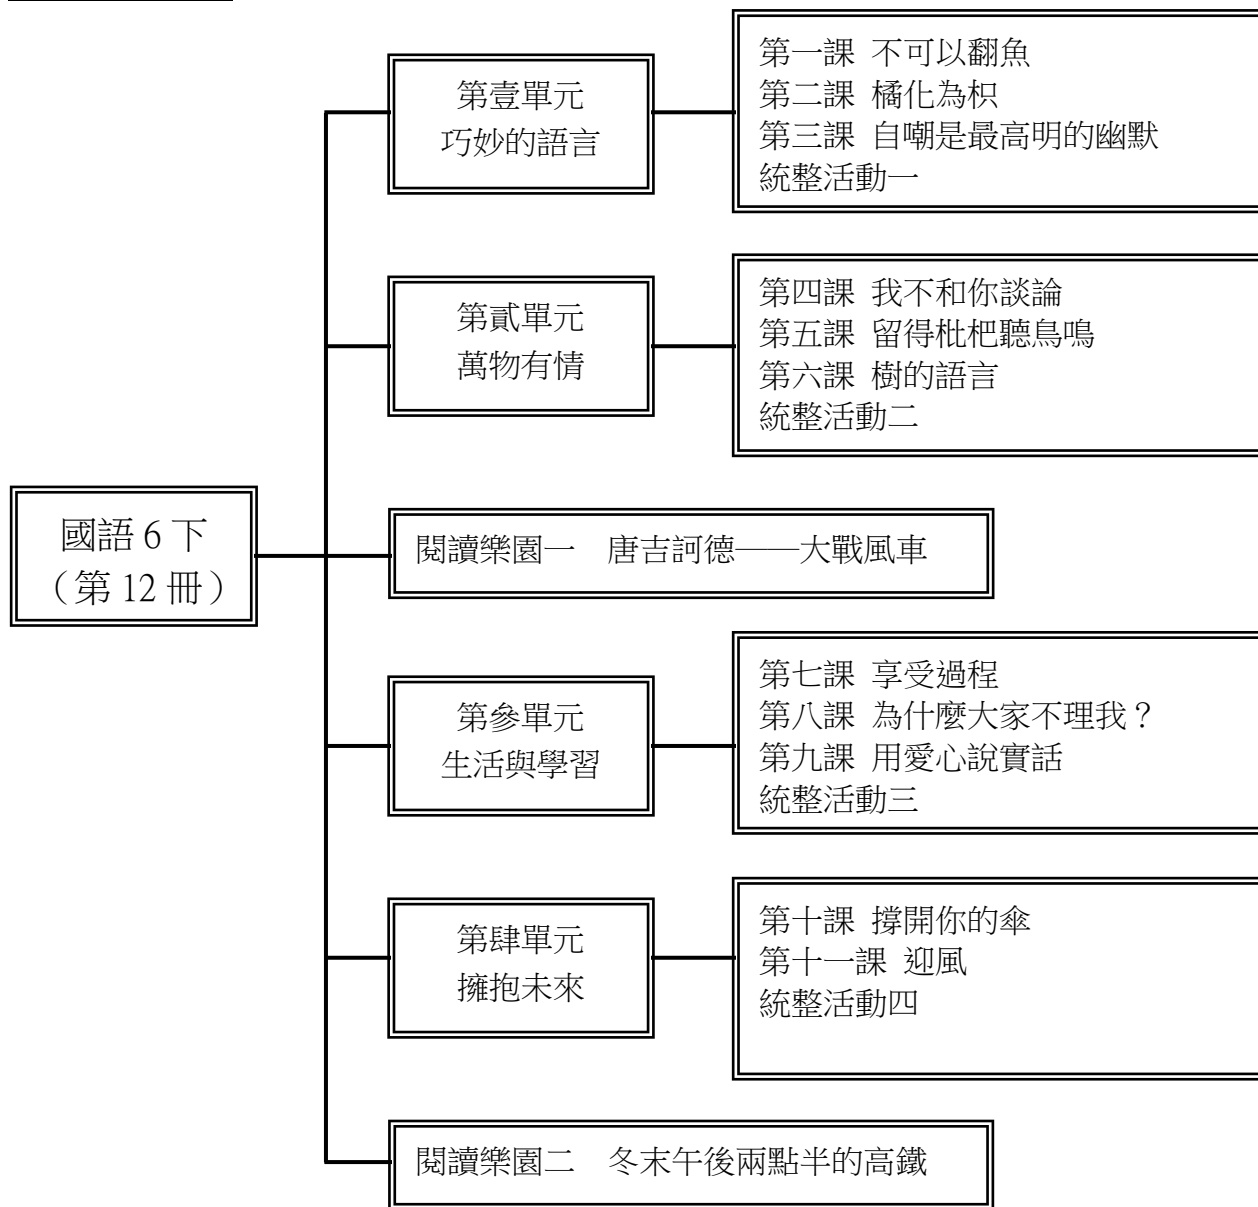 國語6下
（第12冊）
第壹單元
巧妙的語言
第一課 不可以翻魚
第二課 橘化為枳
第三課 自嘲是最高明的幽默
統整活動一
第貳單元
萬物有情
第四課 我不和你談論
第五課 留得枇杷聽鳥鳴
第六課 樹的語言
統整活動二
閱讀樂園一　唐吉訶德——大戰風車
第參單元
生活與學習
第七課 享受過程
第八課 為什麼大家不理我？
第九課 用愛心說實話
統整活動三
第肆單元
擁抱未來
第十課 撐開你的傘
第十一課 迎風
統整活動四
閱讀樂園二　冬末午後兩點半的高鐵